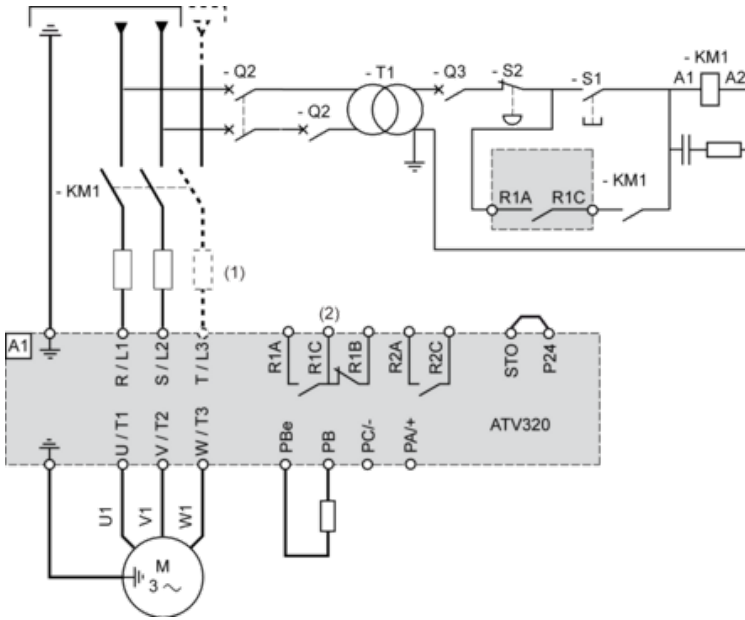 - Q2
- T1
- Q3
- S2
- S1
- KM1
A1
A2
- Q2
- KM1
R1A
R1C
- KM1
(1)
(2)
A1
R / L1
S / L2
T / L3
R1A
R1C
R1B
R2A
R2C
STO
P24
ATV320
U / T1
V / T2
W / T3
PBe
PB
PC/-
PA/+
U1
V1
W1
M
3 ~